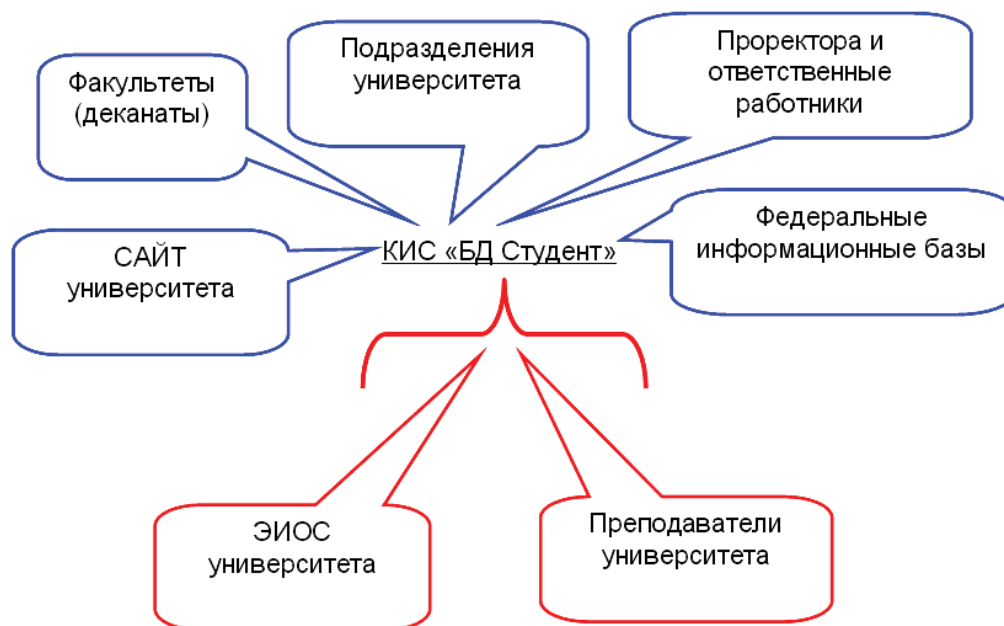 Факультеты
(деканаты)
Подразделения
университета
Проректора и
ответственные
работники
САЙТ
университета
КИС «БД Студент»
Федеральные
информационные базы
ЭИОС
университета
Преподаватели
университета